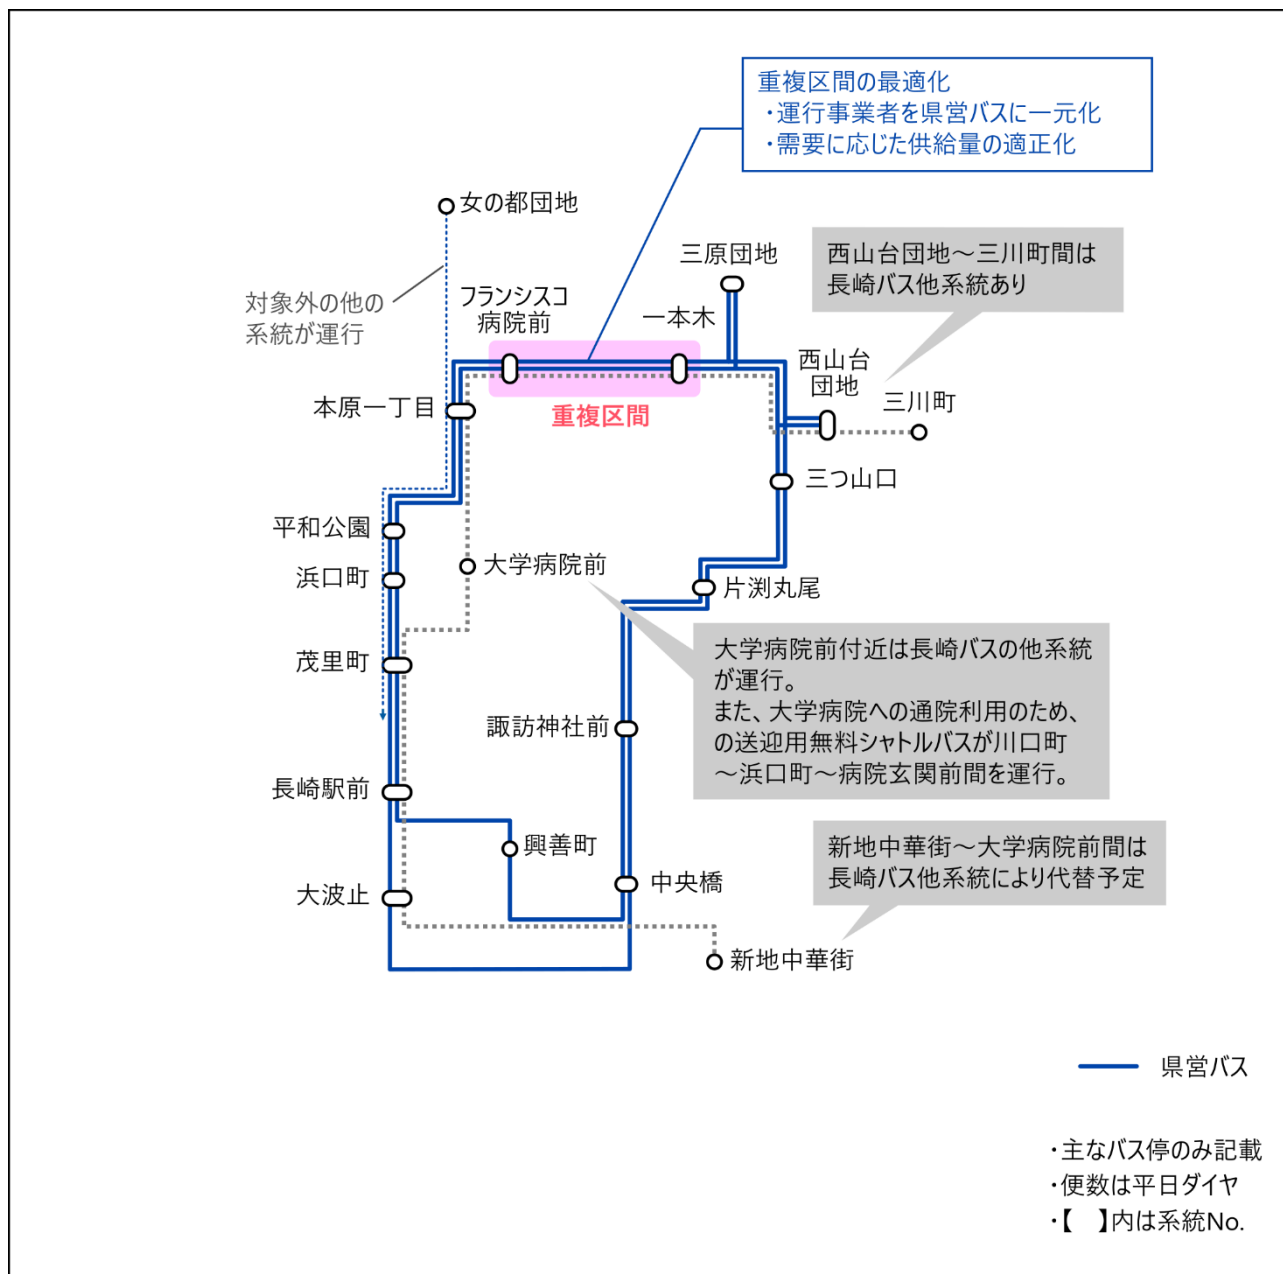 重複区間の最適化
・運行事業者を県営バスに一元化
・需要に応じた供給量の適正化
女の都団地
三原団地
西山台団地～三川町間は
長崎バス他系統あり
対象外の他の
系統が運行
フランシスコ
病院前
一本木
西山台
団地
三川町
本原一丁目
重複区間
三つ山口
平和公園
大学病院前
浜口町
片渕丸尾
茂里町
大学病院前付近は長崎バスの他系統
が運行。
また、大学病院への通院利用のため、
の送迎用無料シャトルバスが川口町
～浜口町～病院玄関前間を運行。
諏訪神社前
長崎駅前
興善町
新地中華街～大学病院前間は
長崎バス他系統により代替予定
大波止
中央橋
新地中華街
県営バス
・主なバス停のみ記載
・便数は平日ダイヤ
・【　】内は系統No.